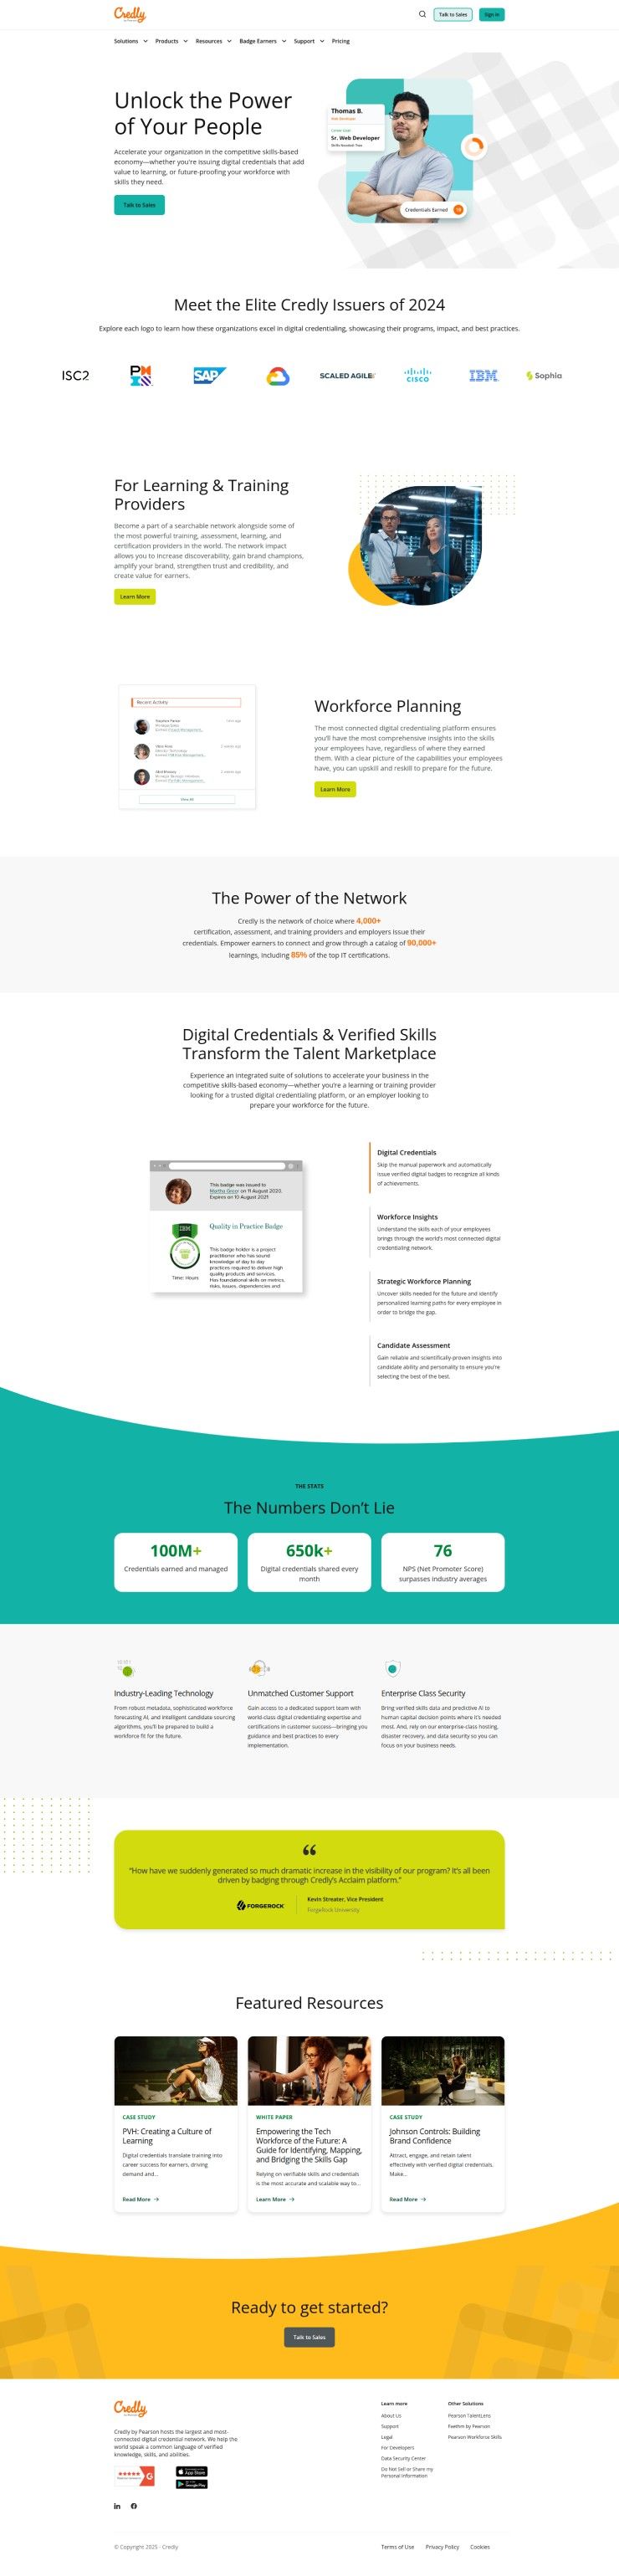 Credly
Talk to Sales
Sign In
Solutions
Products
Resources
Badge Earners
Support
Pricing
Unlock the Power
of Your People
Accelerate your organization in the competitive skills-based
economy—whether you're issuing digital credentials that add
value to learning, or future-proofing your workforce with
skills they need.
Talk to Sales
Thomas B.
Sr. Web Developer
Credentials Earned
Meet the Elite Credly Issuers of 2024
Explore each logo to learn how these organizations excel in digital credentialing, showcasing their programs, impact, and best practices.
ISC2
SAP
SCALED AGILE
CISCO
IBM
Sophia
For Learning & Training
Providers
Become a part of a searchable network alongside some of
the most powerful training, assessment, learning, and
certification providers in the world. The network impact
allows you to increase discoverability, gain brand champions,
amplify your brand, strengthen trust and credibility, and
create value for earners.
Learn More
Recent Activity
View All
Workforce Planning
The most connected digital credentialing platform ensures
you'll have the most comprehensive insights into the skills
your employees have, regardless of where they earned
them. With a clear picture of the capabilities your employees
have, you can upskill and reskill to prepare for the future.
Learn More
The Power of the Network
Credly is the network of choice where 4,000+
certification, assessment, and training providers and employers issue their
credentials. Empower earners to connect and grow through a catalog of 90,000+
learnings, including 85% of the top IT certifications.
Digital Credentials & Verified Skills
Transform the Talent Marketplace
Experience an integrated suite of solutions to accelerate your business in the
competitive skills-based economy—whether you're a learning or training provider
looking for a trusted digital credentialing platform, or an employer looking to
prepare your workforce for the future.
This badge was issued to
Martha Greer on 11 August 2020.
Expires on 10 August 2021
IBM
Quality in Practice Badge
This badge holder is a project
practitioner who has sound
knowledge of day to day
practices required to deliver high
quality products and services.
Has foundational skills on metrics,
risks, issues, dependencies and
Time: Hours
Digital Credentials
Skip the manual paperwork and automatically
issue verified digital badges to recognize all kinds
of achievements.
Workforce Insights
Understand the skills each of your employees
brings through the world's most connected digital
credentialing network.
Strategic Workforce Planning
Uncover skills needed for the future and identify
personalized learning paths for every employee in
order to bridge the gap.
Candidate Assessment
Gain reliable and scientifically-proven insights into
candidate ability and personality to ensure you're
selecting the best of the best.
THE STATS
The Numbers Don't Lie
100M+
Credentials earned and managed
650k+
Digital credentials shared every
month
76
NPS (Net Promoter Score)
surpasses industry averages
Industry-Leading Technology
From robust metadata, sophisticated workforce
forecasting AI, and intelligent candidate sourcing
algorithms, you'll be prepared to build a
workforce fit for the future.
Unmatched Customer Support
Gain access to a dedicated support team with
world-class digital credentialing expertise and
certifications in customer success—bringing you
guidance and best practices to every
implementation.
Enterprise Class Security
Bring verified skills data and predictive AI to
human capital decision points where it's needed
most. And, rely on our enterprise-class hosting,
disaster recovery, and data security so you can
focus on your business needs.
“How have we suddenly generated so much dramatic increase in the visibility of our program? It's all been
driven by badging through Credly's Acclaim platform.”
FORGEROCK
Kevin Streater, Vice President
ForgeRock University
Featured Resources
CASE STUDY
PVH: Creating a Culture of
Learning
Digital credentials translate training into
career success for earners, driving
demand and...
Read More
WHITE PAPER
Empowering the Tech
Workforce of the Future: A
Guide for Identifying, Mapping,
and Bridging the Skills Gap
Relying on verifiable skills and credentials
is the most accurate and scalable way to...
Learn More
CASE STUDY
Johnson Controls: Building
Brand Confidence
Attract, engage, and retain talent
effectively with verified digital credentials.
Make...
Read More
Ready to get started?
Talk to Sales
Credly
Credly by Pearson hosts the largest and most-
connected digital credential network. We help the
world speak a common language of verified
knowledge, skills, and abilities.
App Store
Google Play
Learn more
About Us
Support
Legal
For Developers
Data Security Center
Do Not Sell or Share my
Personal Information
Other Solutions
Pearson TalentLens
Faethm by Pearson
Pearson Workforce Skills
© Copyright 2025 · Credly
Terms of Use
Privacy Policy
Cookies